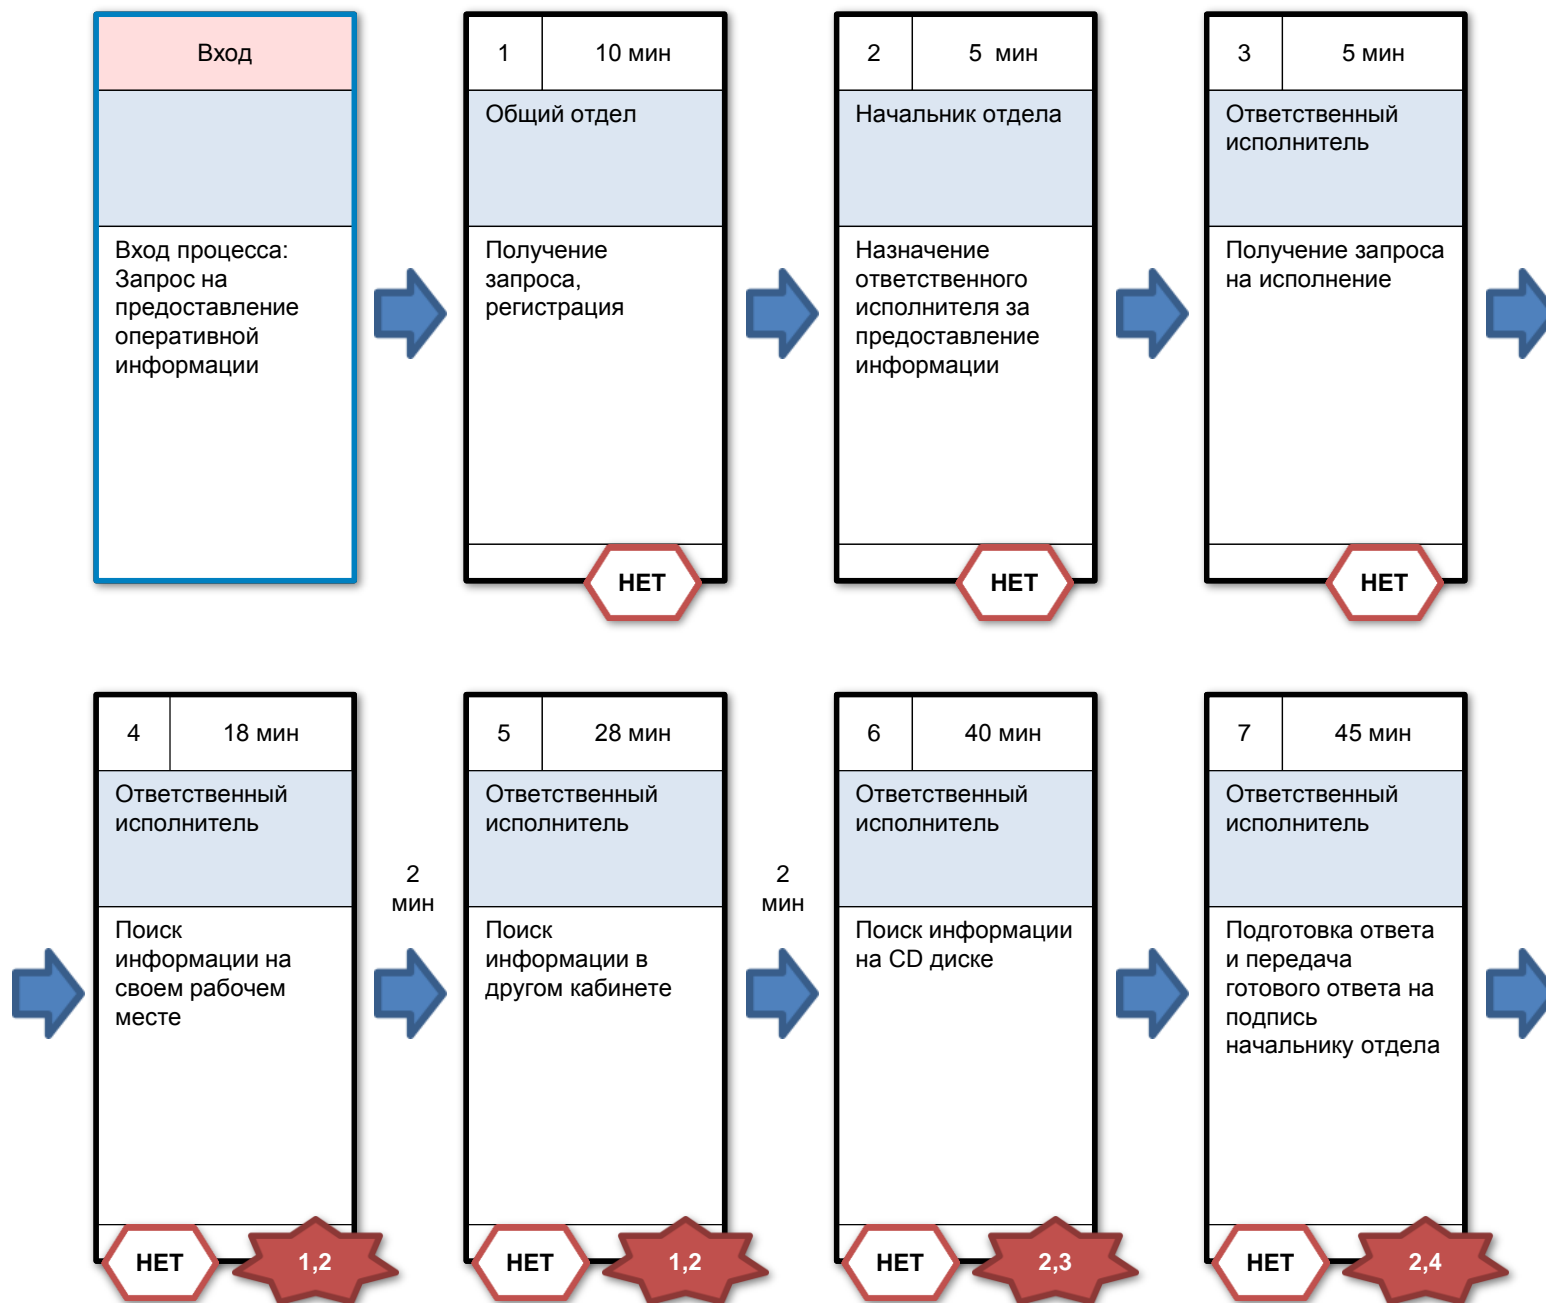 Вход
Вход процесса:
Запрос на
предоставление
оперативной
информации
1
10 мин
Общий отдел
Получение
запроса,
регистрация
НЕТ
2
5 мин
Начальник отдела
Назначение
ответственного
исполнителя за
предоставление
информации
НЕТ
3
5 мин
Ответственный
исполнитель
Получение запроса
на исполнение
НЕТ
4
18 мин
Ответственный
исполнитель
Поиск
информации на
своем рабочем
месте
НЕТ
1,2
2
мин
5
28 мин
Ответственный
исполнитель
Поиск
информации в
другом кабинете
НЕТ
1,2
2
мин
6
40 мин
Ответственный
исполнитель
Поиск информации
на CD диске
НЕТ
2,3
7
45 мин
Ответственный
исполнитель
Подготовка ответа
и передача
готового ответа на
подпись
начальнику отдела
НЕТ
2,4